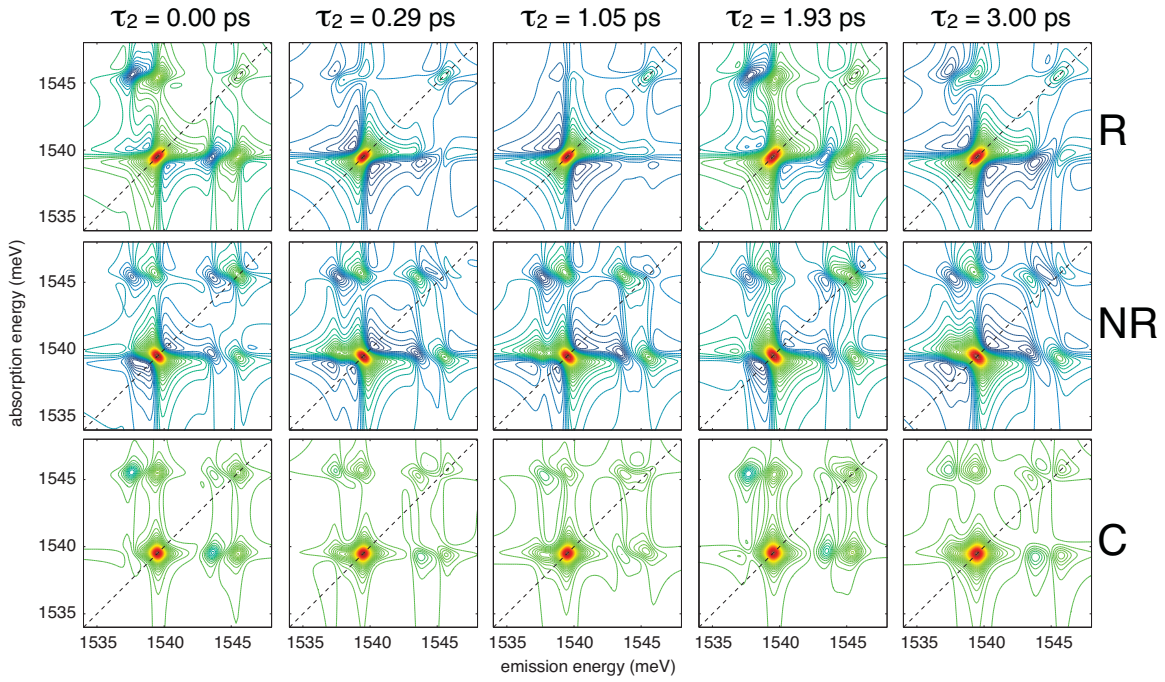 τ2 = 0.00 ps τ2 = 0.29 ps τ2 = 1.05 ps τ2 = 1.93 ps τ2 = 3.00 ps
1545
1540
1535
R
1545
1540
1535
NR
absorption energy (meV)
1545
1540
1535
C
1535 1540 1545 1535 1540 1545 1535 1540 1545 1535 1540 1545 1535 1540 1545
emission energy (meV)